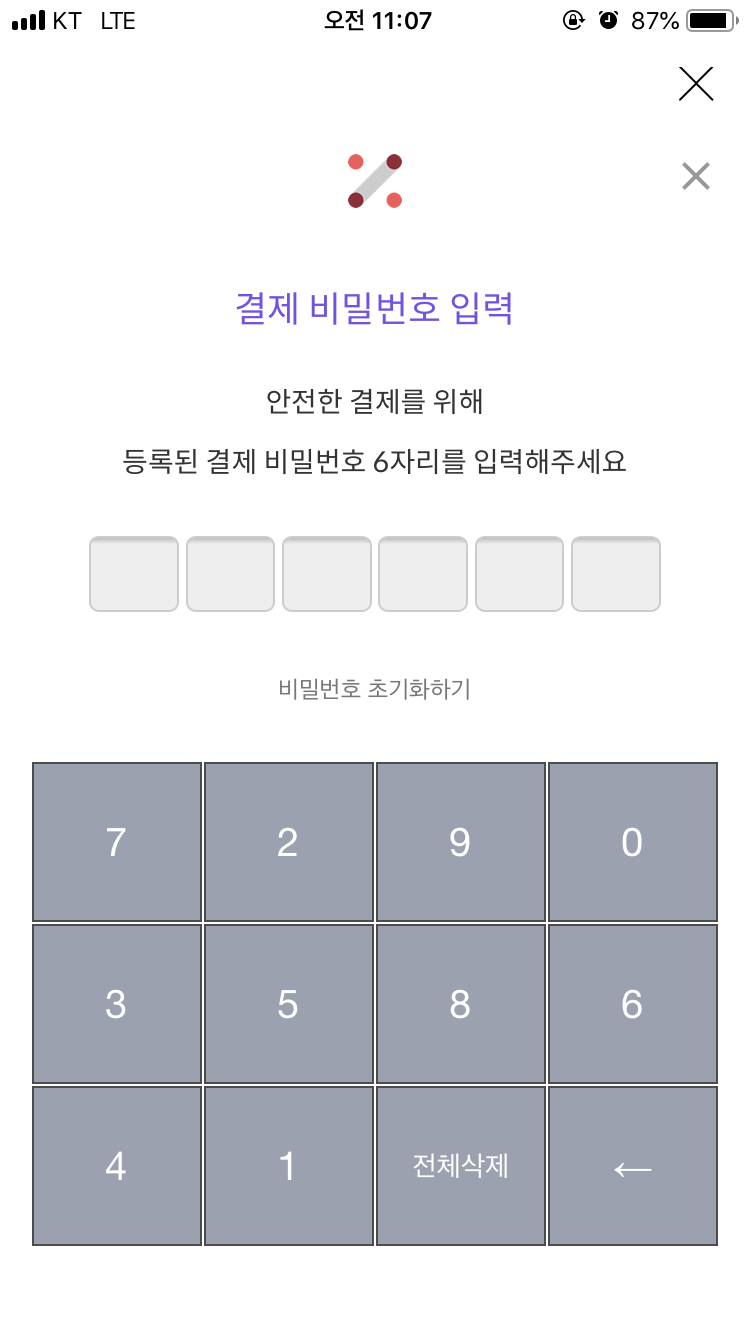 KT LTE 오전 11:07 87%
결제 비밀번호 입력
안전한 결제를 위해
등록된 결제 비밀번호 6자리를 입력해주세요
비밀번호 초기화하기
7 2 9 0
3 5 8 6
4 1 전체삭제 ←